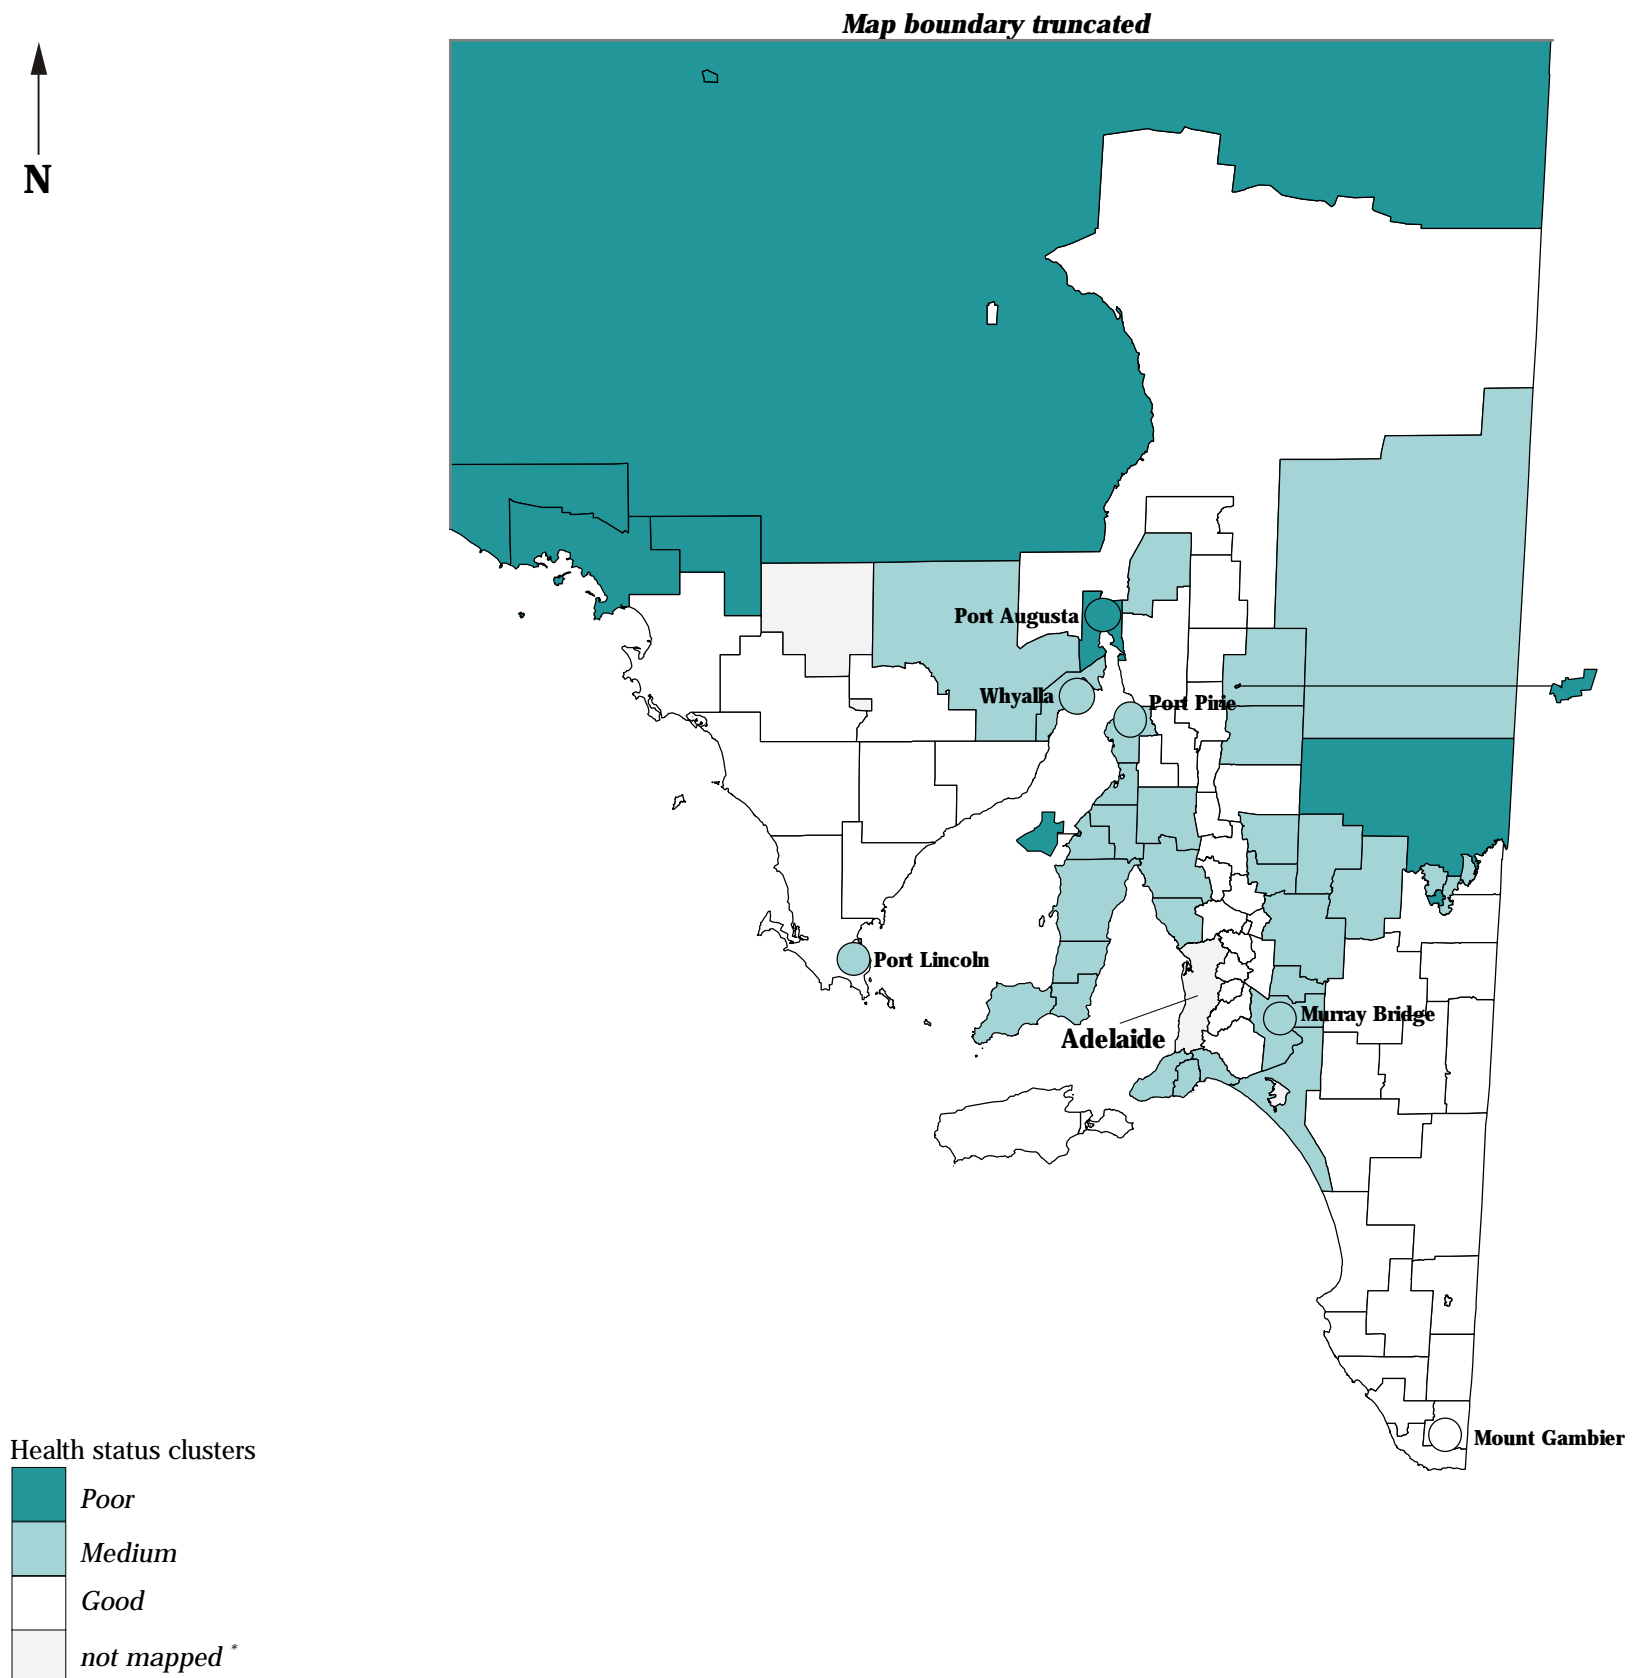 Map boundary truncated
N
Port Augusta
Whyalla
Port Pirie
Port Lincoln
Murray Bridge
Adelaide
Mount Gambier
Health status clusters
Poor
Medium
Good
not mapped *